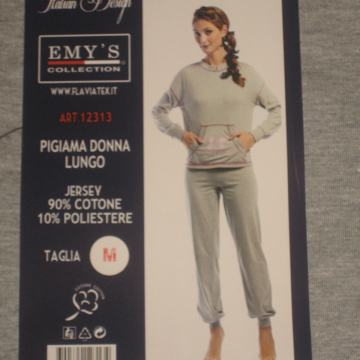 Italian Design
EMY'S
COLLECTION
WWW.FLAVIATEX.IT
ART 12313
PIGIAMA DONNA
LUNGO
JERSEY
90% COTONE
10% POLIESTERE
TAGLIA M